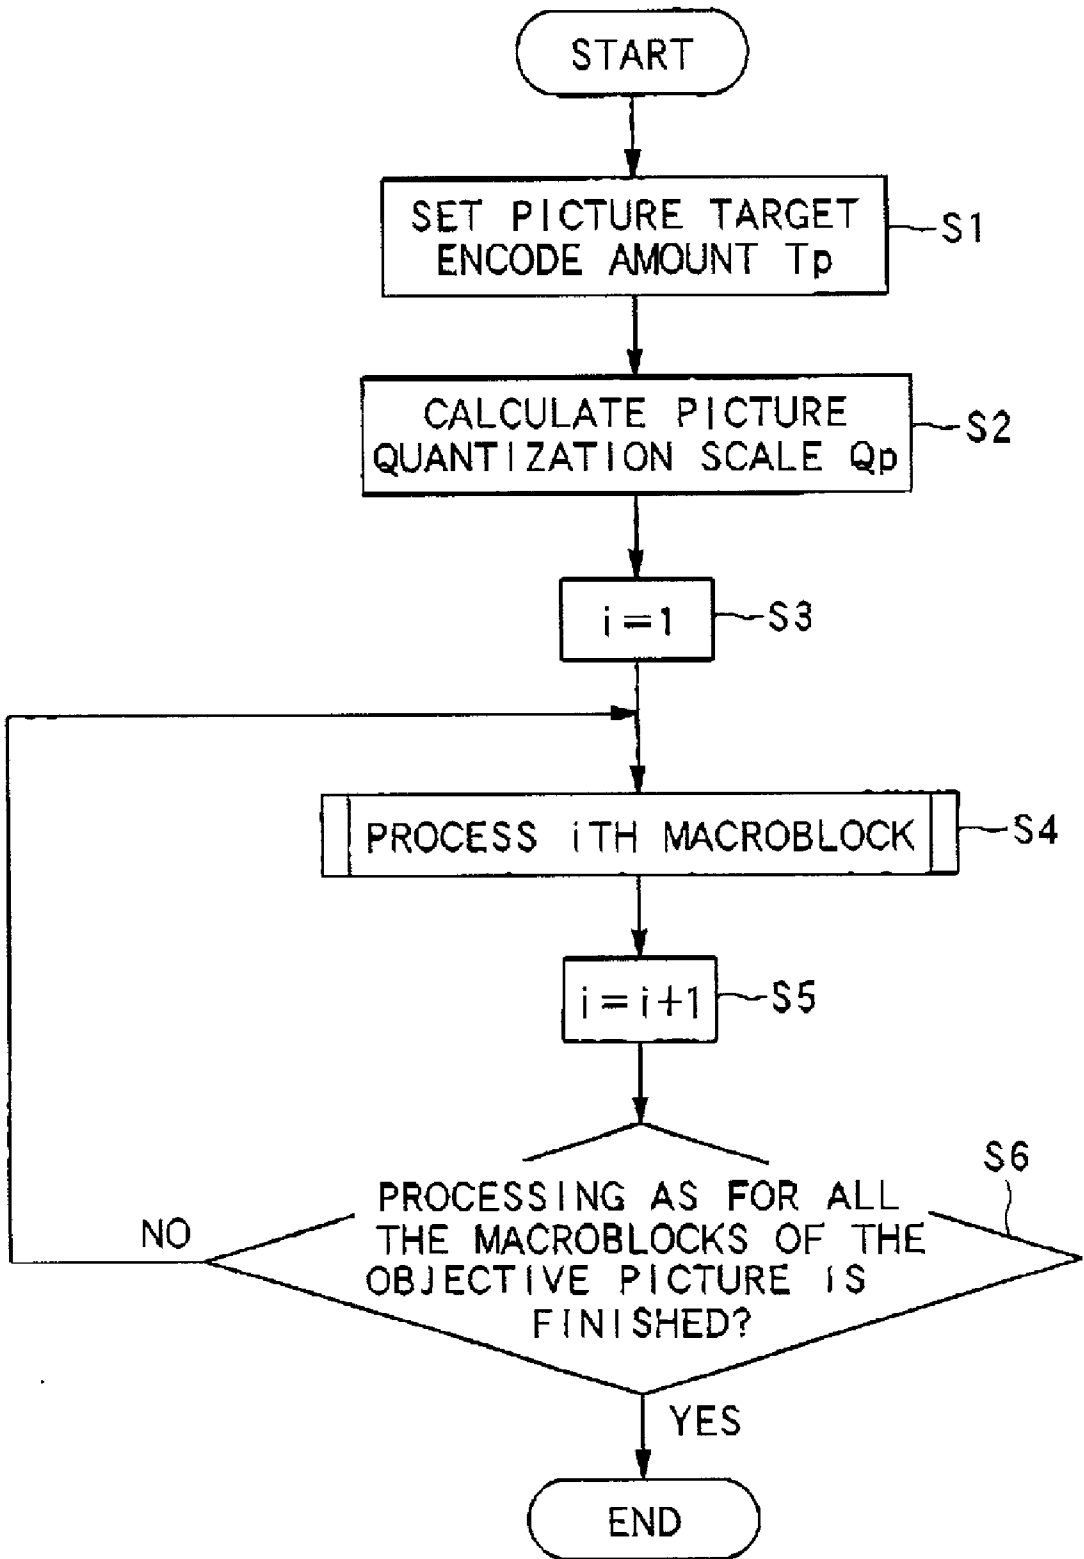 START
SET PICTURE TARGET
ENCODE AMOUNT Tp
S1
CALCULATE PICTURE
QUANTIZATION SCALE Qp
S2
i=1
S3
PROCESS iTH MACROBLOCK
S4
i=i+1
S5
S6
PROCESSING AS FOR ALL
THE MACROBLOCKS OF THE
OBJECTIVE PICTURE IS
FINISHED?
NO
YES
END